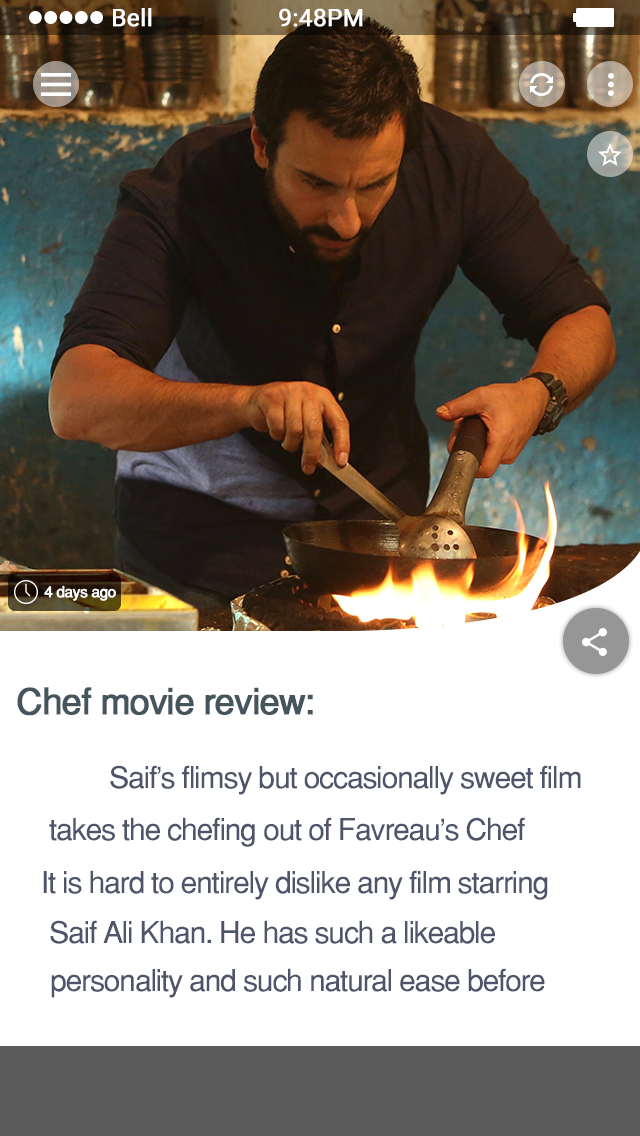 Bell 9:48PM
4 days ago
Chef movie review:
Saif's flimsy but occasionally sweet film
takes the chefing out of Favreau's Chef
It is hard to entirely dislike any film starring
Saif Ali Khan. He has such a likeable
personality and such natural ease before